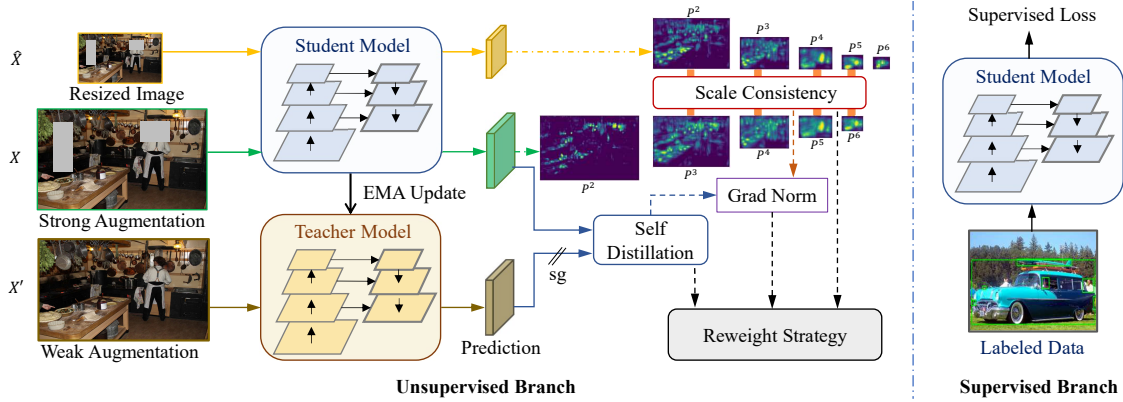 X̂
Resized Image
X
Strong Augmentation
X′
Weak Augmentation
Student Model
EMA Update
Teacher Model
Prediction
sg
P²
P³
P⁴
P⁵
P⁶
Scale Consistency
P²
P³
P⁴
P⁵
P⁶
Self
Distillation
Grad Norm
Reweight Strategy
Unsupervised Branch
Supervised Loss
Student Model
Labeled Data
Supervised Branch